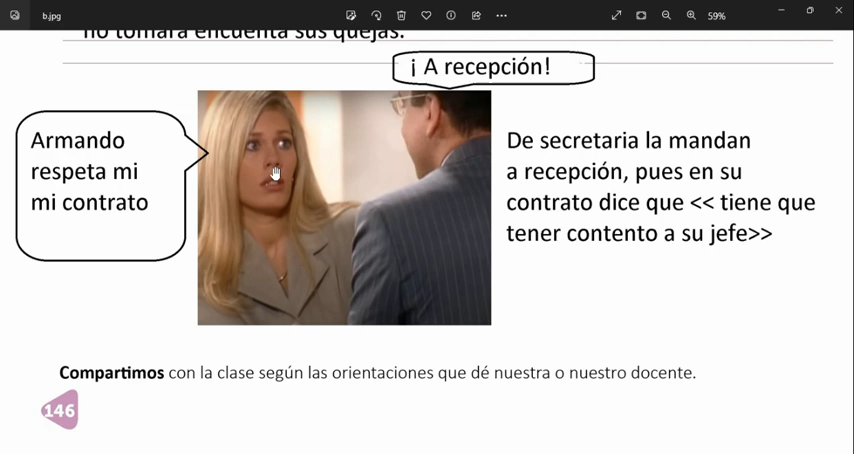 b.jpg
59%
no tomará encuenta sus quejas.
¡ A recepción!
Armando
respeta mi
mi contrato
De secretaria la mandan
a recepción, pues en su
contrato dice que << tiene que
tener contento a su jefe>>
Compartimos con la clase según las orientaciones que dé nuestra o nuestro docente.
146